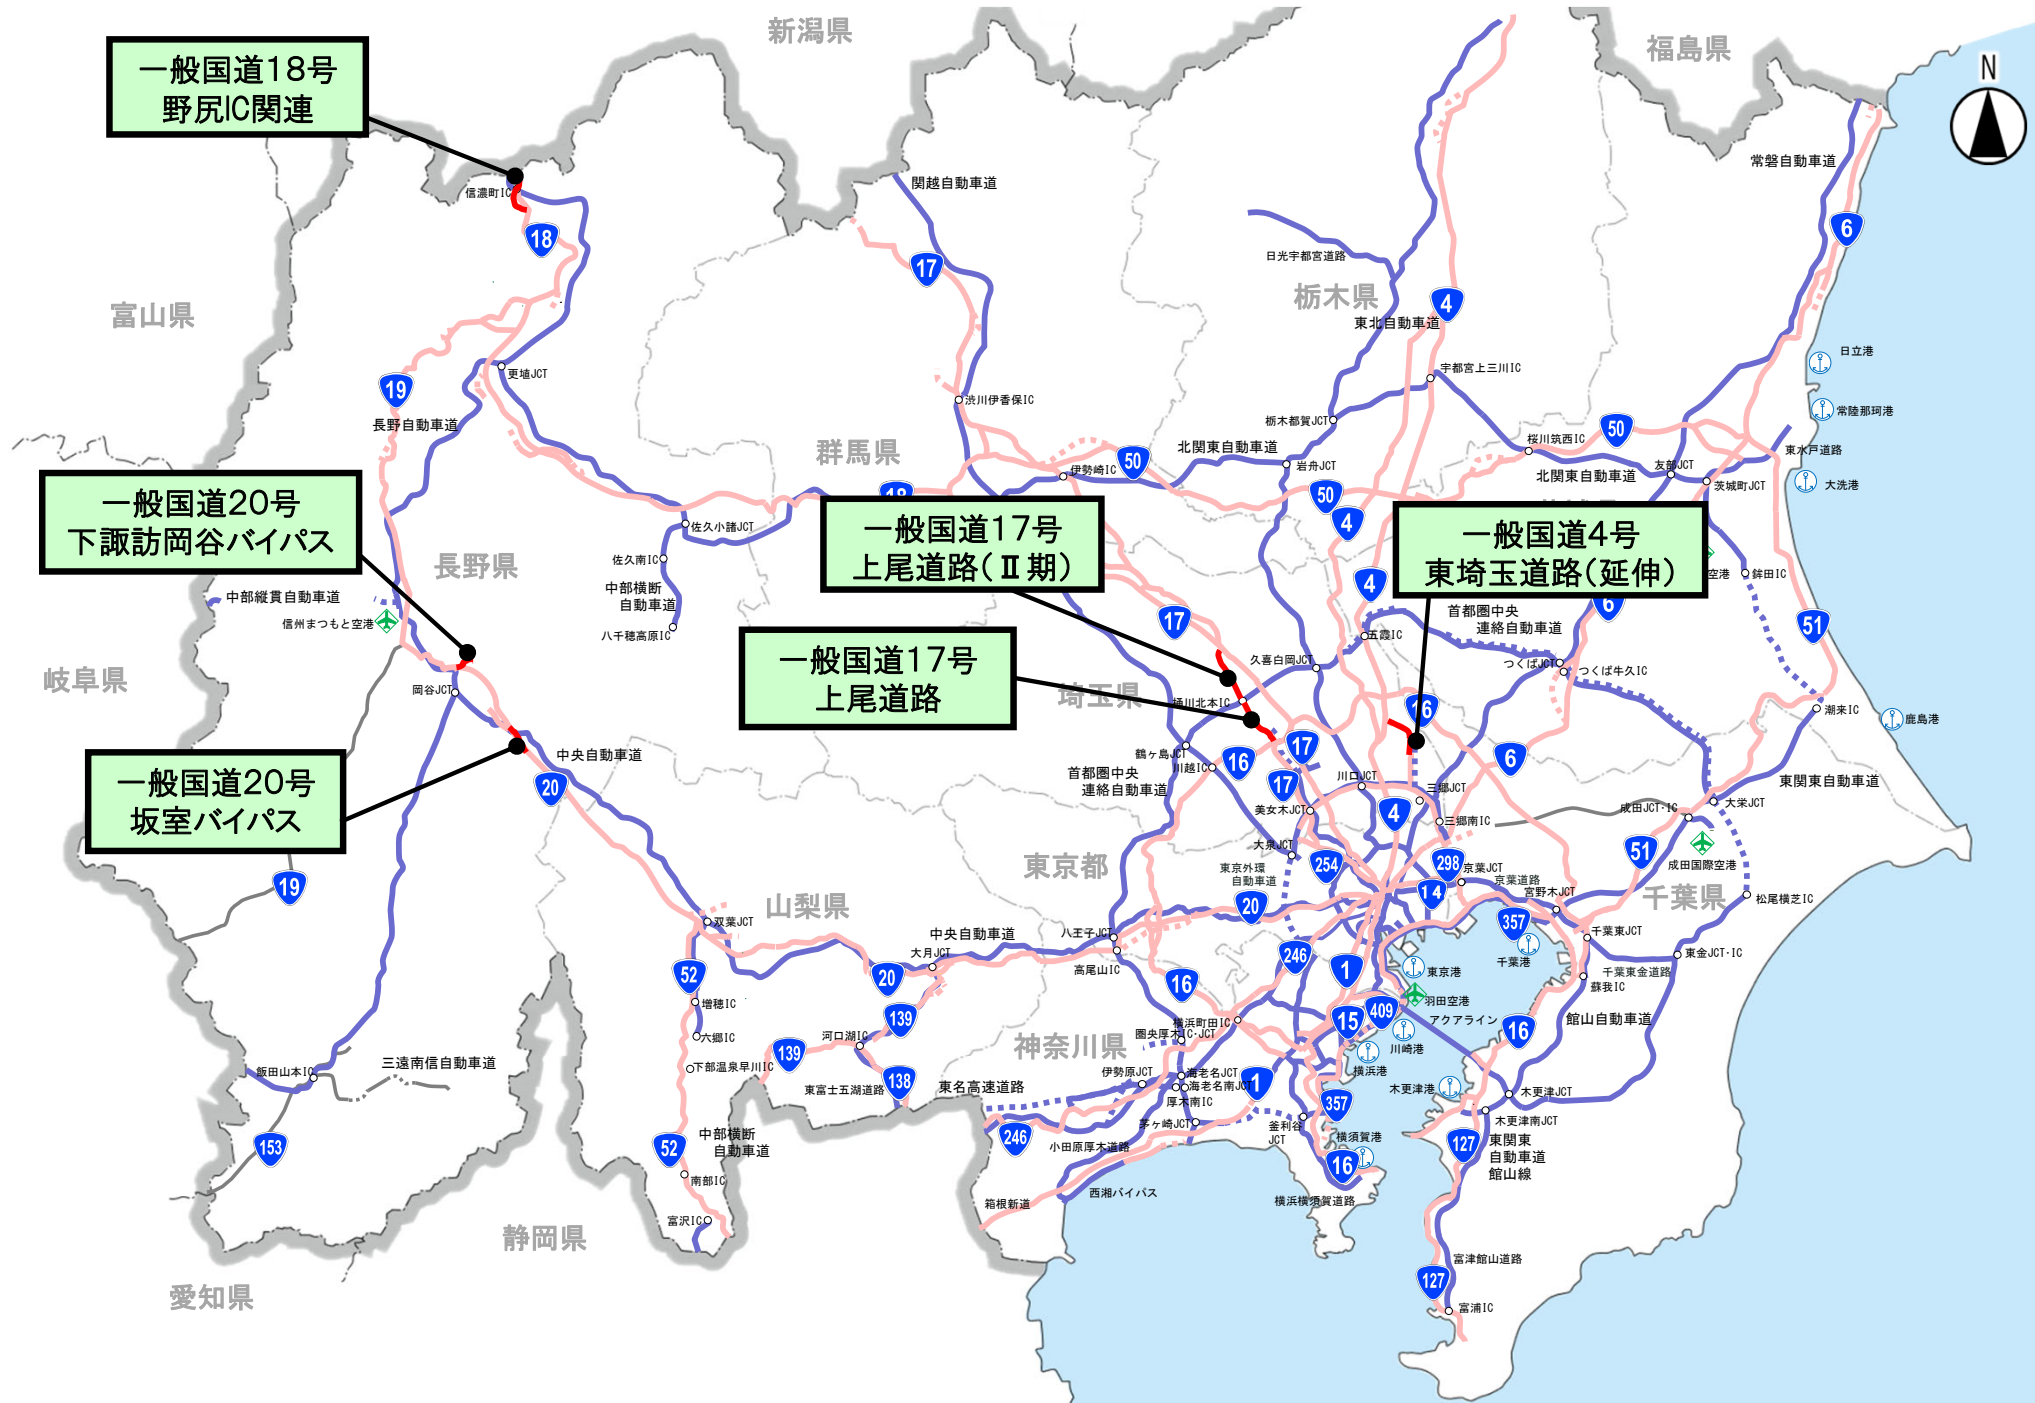 新潟県
福島県
N
一般国道18号
野尻IC関連
常磐自動車道
関越自動車道
信濃町IC
18
6
17
日光宇都宮道路
栃木県
4
富山県
東北自動車道
日立港
更埴JCT
宇都宮上三川IC
19
渋川伊香保IC
常陸那珂港
長野自動車道
栃木都賀JCT
50
群馬県
北関東自動車道
桜川筑西IC
東水戸道路
伊勢崎IC
50
岩舟JCT
北関東自動車道
友部JCT
茨城町JCT
大洗港
一般国道20号
下諏訪岡谷バイパス
18
50
4
佐久小諸JCT
一般国道17号
上尾道路(Ⅱ期)
一般国道4号
東埼玉道路(延伸)
佐久南IC
長野県
空港
鉾田IC
中部横断
自動車道
4
中部縦貫自動車道
信州まつもと空港
八千穂高原IC
17
首都圏中央
連絡自動車道
6
51
五霞IC
一般国道17号
上尾道路
久喜白岡JCT
つくばJCT
つくば牛久IC
岐阜県
岡谷JCT
埼玉県
桶川北本IC
16
潮来IC
鹿島港
一般国道20号
坂室バイパス
中央自動車道
鶴ヶ島JCT
川越IC
16
17
6
首都圏中央
連絡自動車道
20
17
川口JCT
三郷JCT
東関東自動車道
美女木JCT
4
三郷南IC
成田JCT・IC
大栄JCT
大泉JCT
51
成田国際空港
東京都
東京外環
自動車道
254
298
京葉JCT
京葉道路
19
14
宮野木JCT
千葉県
松尾横芝IC
山梨県
20
双葉JCT
357
中央自動車道
八王子JCT
千葉東JCT
大月JCT
高尾山IC
246
千葉港
東金JCT・IC
52
20
16
1
東京港
千葉東金道路
蘇我IC
増穂IC
羽田空港
139
15
409
アクアライン
館山自動車道
横浜町田IC
16
六郷IC
河口湖IC
圏央厚木IC・JCT
川崎港
神奈川県
139
横浜港
三遠南信自動車道
飯田山本IC
下部温泉早川IC
138
東富士五湖道路
東名高速道路
伊勢原JCT
海老名JCT
海老名南JCT
1
木更津港
木更津JCT
厚木南IC
357
木更津南JCT
茅ヶ崎JCT
釜利谷
JCT
153
52
中部横断
自動車道
246
小田原厚木道路
横須賀港
127
東関東
自動車道
館山線
16
南部IC
西湘バイパス
箱根新道
横浜横須賀道路
富沢IC
静岡県
富津館山道路
愛知県
127
富浦IC